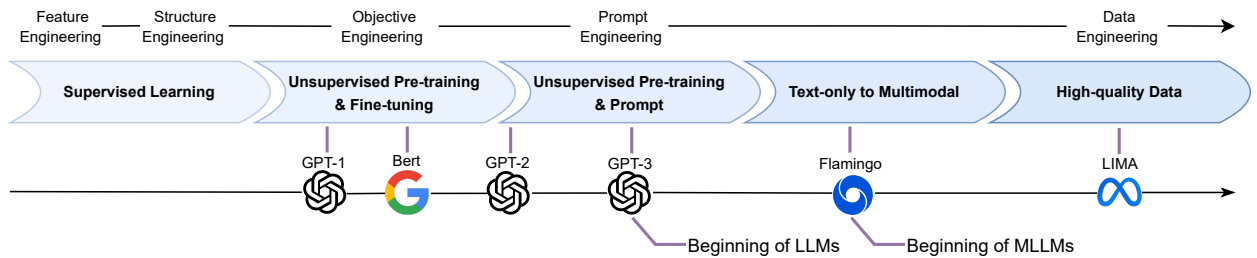 Feature
Engineering
Structure
Engineering
Objective
Engineering
Prompt
Engineering
Data
Engineering
Supervised Learning
Unsupervised Pre-training
& Fine-tuning
Unsupervised Pre-training
& Prompt
Text-only to Multimodal
High-quality Data
GPT-1
Bert
GPT-2
GPT-3
Flamingo
LIMA
Beginning of LLMs
Beginning of MLLMs